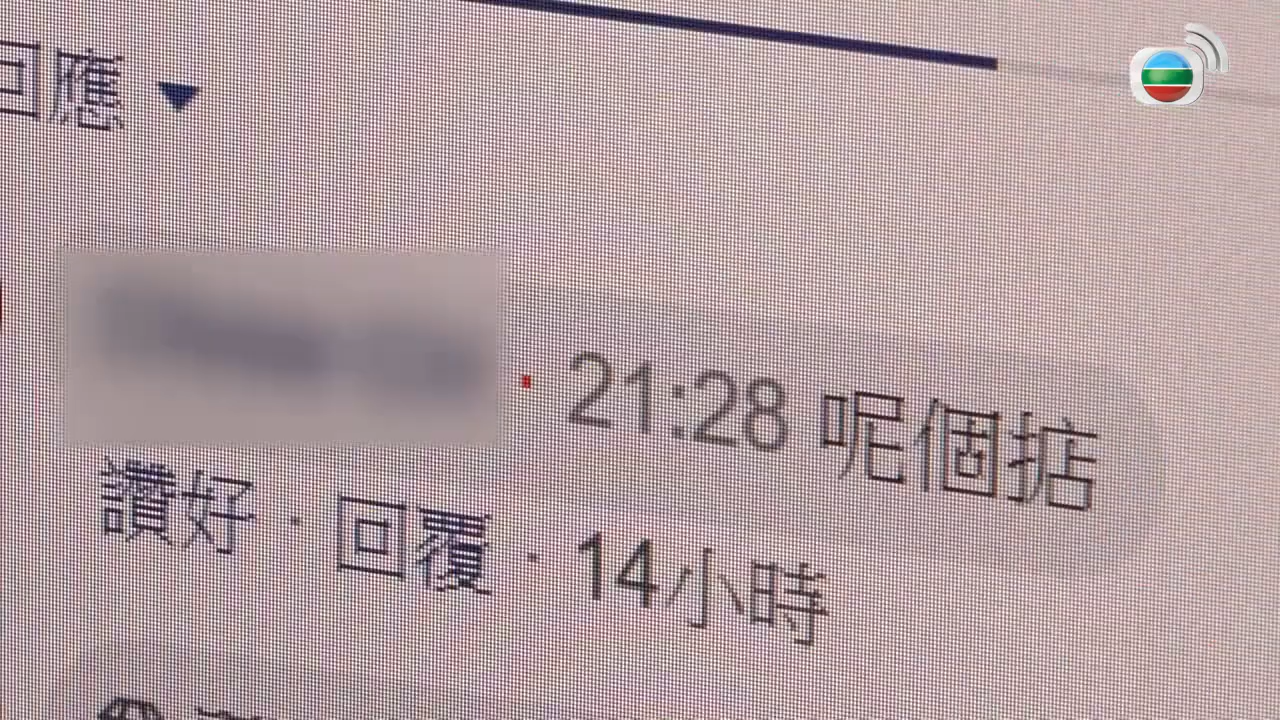 回應
21:28 呢個掂
讚好 · 回覆 · 14小時